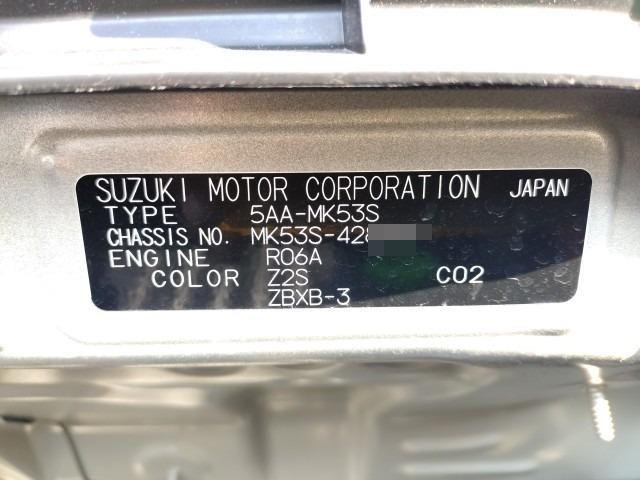 SUZUKI MOTOR CORPORATION JAPAN
TYPE 5AA-MK53S
CHASSIS NO. MK53S-428
ENGINE R06A
COLOR Z2S C02
ZBXB-3